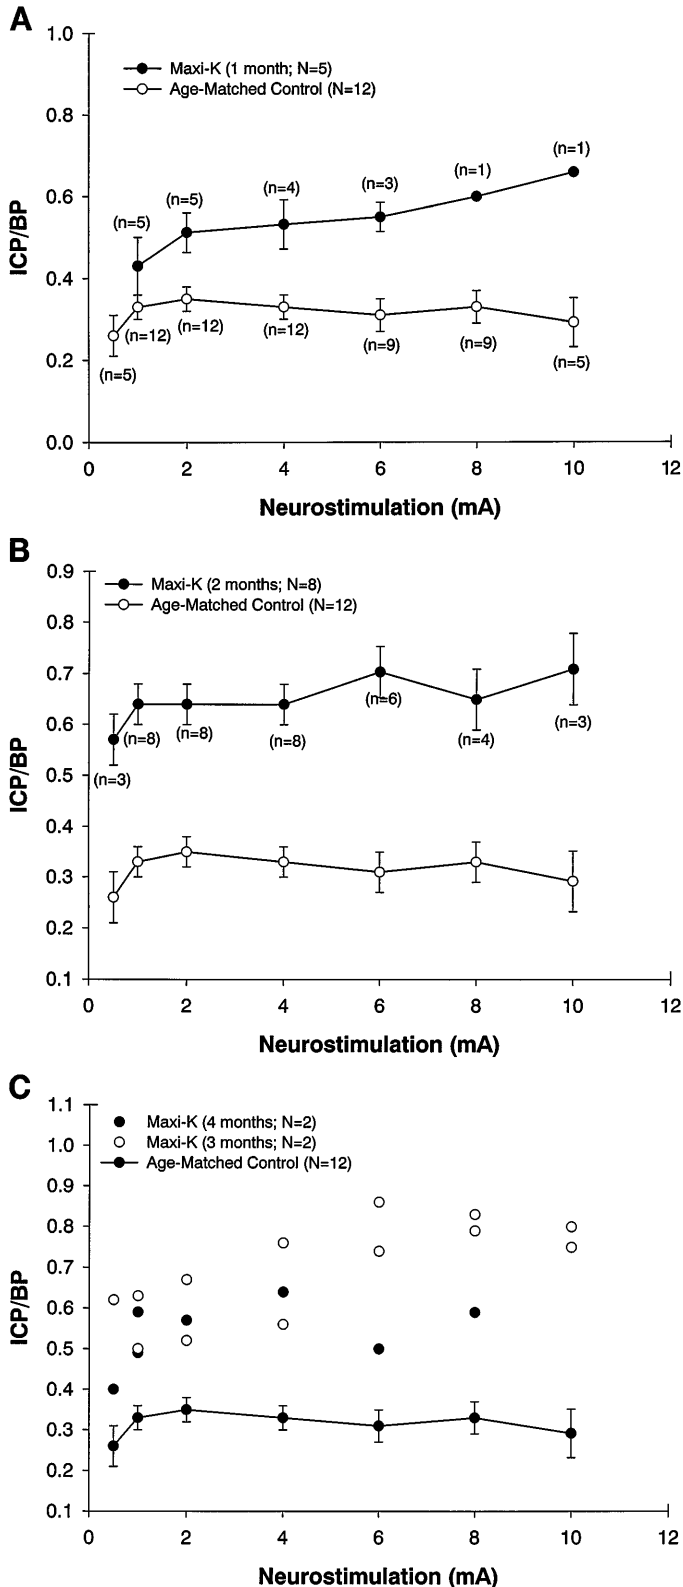 A
1.0
Maxi-K (1 month; N=5)
Age-Matched Control (N=12)
0.8
(n=1)
(n=1)
(n=3)
(n=4)
(n=5)
0.6
(n=5)
ICP/BP
0.4
(n=12)
(n=12)
(n=12)
(n=9)
(n=9)
(n=5)
(n=5)
0.2
0.0
0 2 4 6 8 10 12
Neurostimulation (mA)
B
0.9
Maxi-K (2 months; N=8)
Age-Matched Control (N=12)
0.8
0.7
(n=6)
(n=3)
0.6
(n=8)
(n=8)
(n=8)
(n=4)
(n=3)
0.5
ICP/BP
0.4
0.3
0.2
0.1
0 2 4 6 8 10 12
Neurostimulation (mA)
C
1.1
Maxi-K (4 months; N=2)
Maxi-K (3 months; N=2)
Age-Matched Control (N=12)
1.0
0.9
0.8
0.7
0.6
ICP/BP
0.5
0.4
0.3
0.2
0.1
0 2 4 6 8 10 12
Neurostimulation (mA)